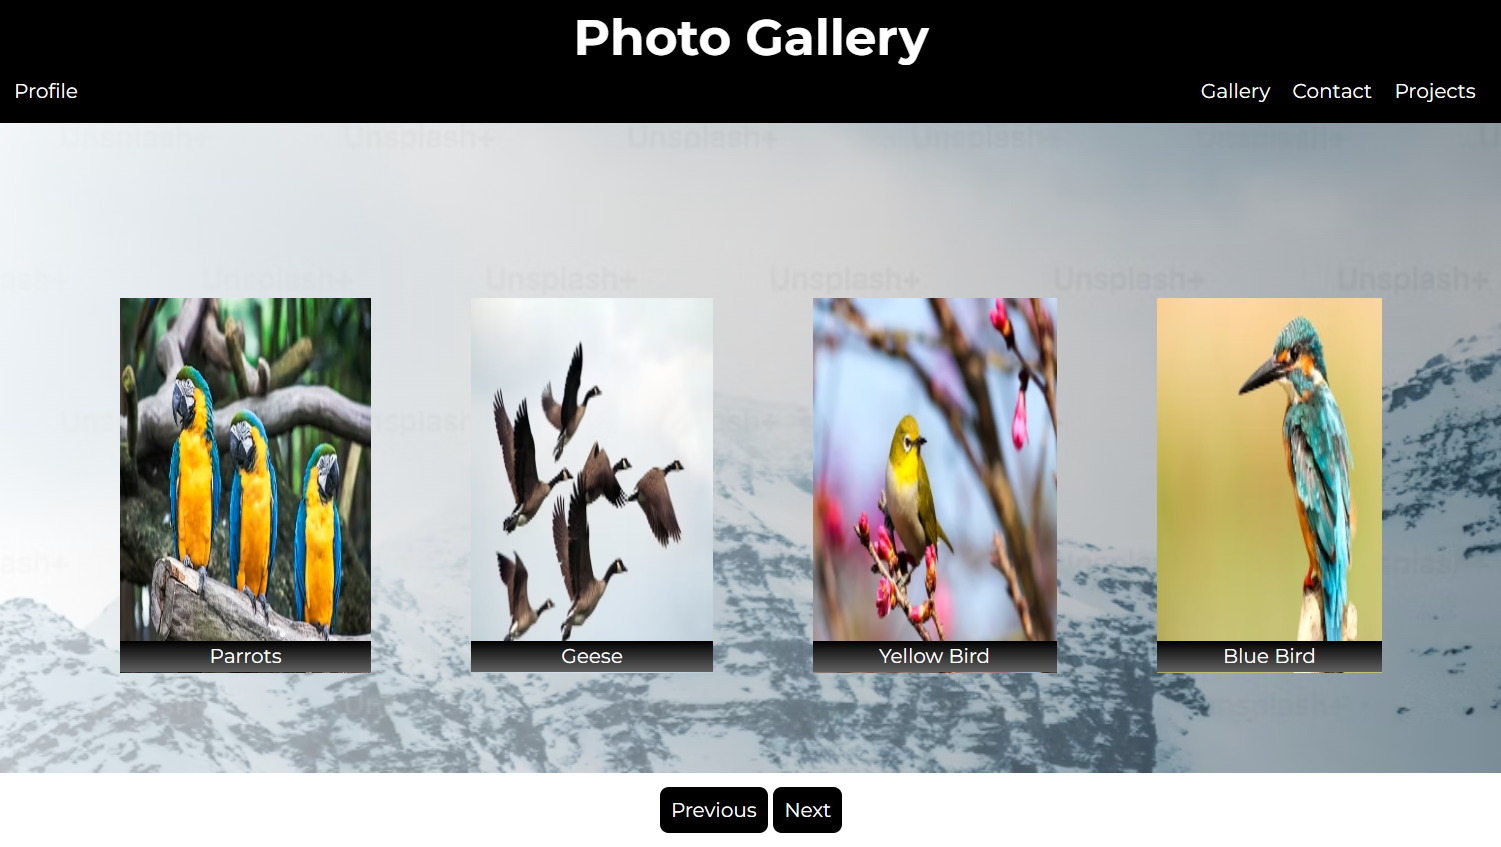 Photo Gallery
Profile
Gallery Contact Projects
Unsplash+ Unsplash+ Unsplash+ Unsplash+ Unsplash+
Unsplash+ Unsplash+ Unsplash+ Unsplash+ Unsplash+
Parrots
Geese
Yellow Bird
Blue Bird
Previous Next